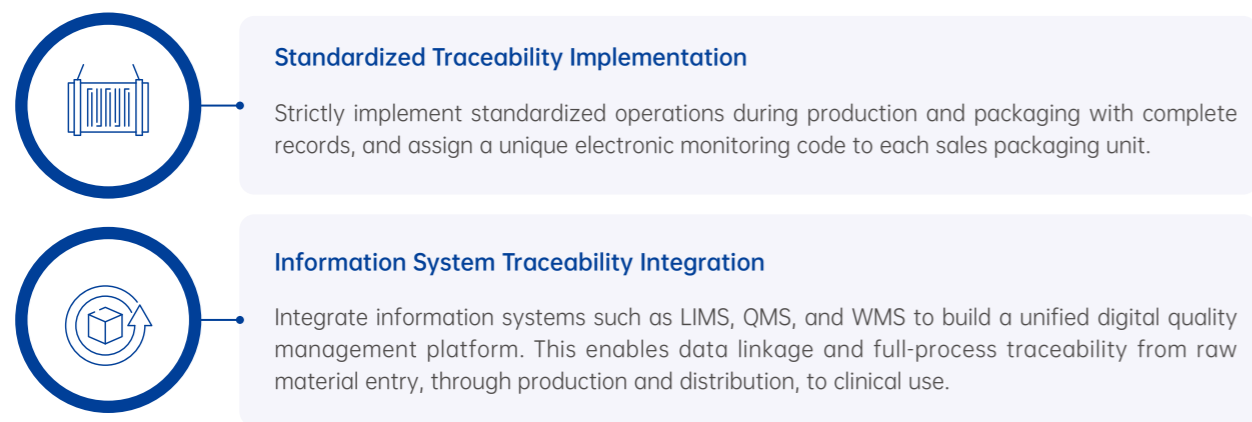 Standardized Traceability Implementation
Strictly implement standardized operations during production and packaging with complete
records, and assign a unique electronic monitoring code to each sales packaging unit.
Information System Traceability Integration
Integrate information systems such as LIMS, QMS, and WMS to build a unified digital quality
management platform. This enables data linkage and full-process traceability from raw
material entry, through production and distribution, to clinical use.